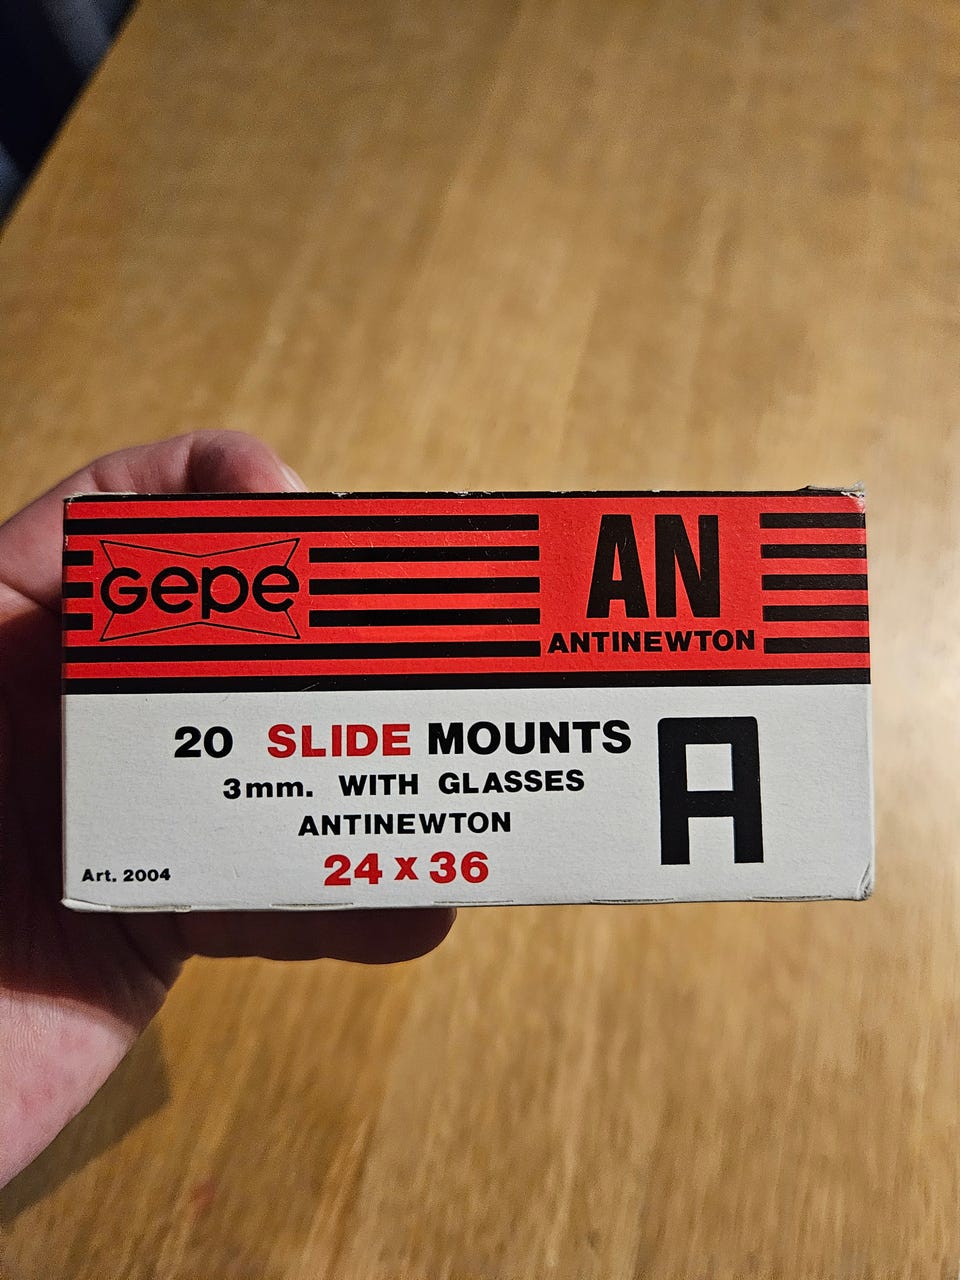 GePe
AN
ANTINEWTON
20 SLIDE MOUNTS
3mm. WITH GLASSES
ANTINEWTON
24 x 36
A
Art. 2004